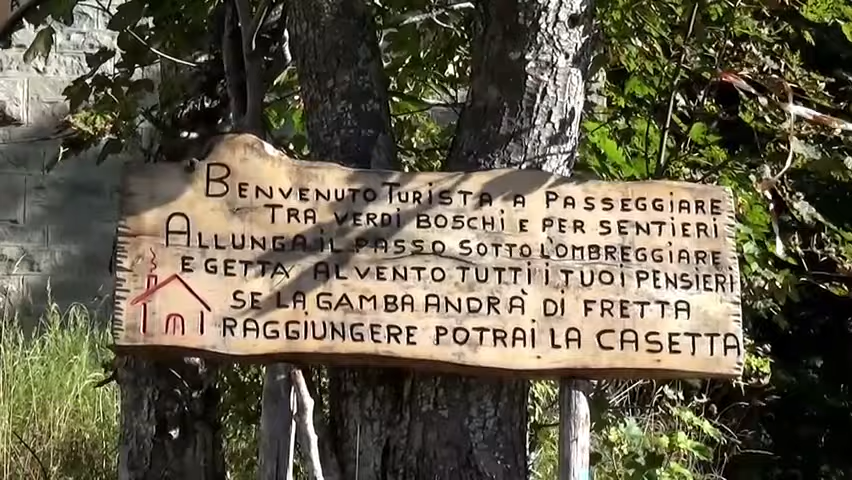 BENVENUTO TURISTA A PASSEGGIARE
TRA VERDI BOSCHI E PER SENTIERI
ALLUNGA IL PASSO SOTTO L'OMBREGGIARE
E GETTA AL VENTO TUTTI I TUOI PENSIERI
SE LA GAMBA ANDRÀ DI FRETTA
RAGGIUNGERE POTRAI LA CASETTA